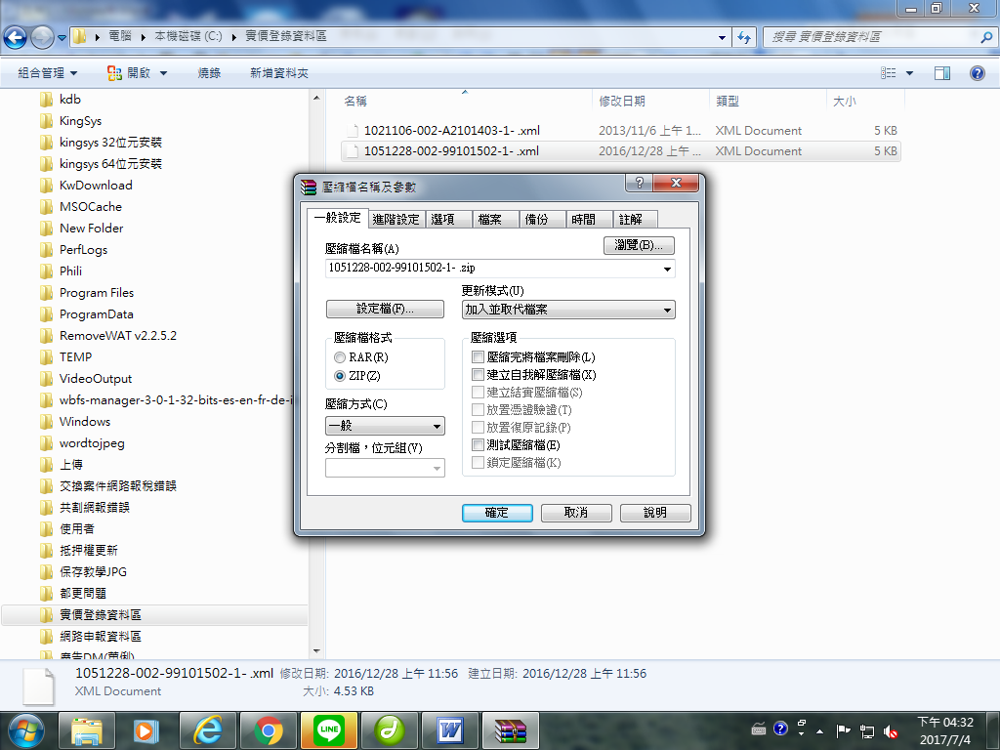 電腦 本機磁碟 (C:) 實價登錄資料區
搜尋 實價登錄資料區
組合管理 開啟 燒錄 新增資料夾
kdb
KingSys
kingsys 32位元安裝
kingsys 64位元安裝
KwDownload
MSOCache
New Folder
PerfLogs
Phili
Program Files
ProgramData
RemoveWAT v2.2.5.2
TEMP
VideoOutput
wbfs-manager-3-0-1-32-bits-es-en-fr-de-i
Windows
wordtojpeg
上傳
交換案件網路報稅錯誤
共割網報錯誤
使用者
抵押權更新
保存教學JPG
都更問題
實價登錄資料區
網路申報資料區
名稱 修改日期 類型 大小
1021106-002-A2101403-1- .xml 2013/11/6 上午 1... XML Document 5 KB
1051228-002-99101502-1- .xml 2016/12/28 上午 ... XML Document 5 KB
壓縮檔名稱及參數
一般設定 進階設定 選項 檔案 備份 時間 註解
壓縮檔名稱(A)
瀏覽(B)...
1051228-002-99101502-1- .zip
更新模式(U)
設定檔(F)...
加入並取代檔案
壓縮檔格式
RAR(R)
ZIP(Z)
壓縮方式(C)
一般
分割檔，位元組(V)
壓縮選項
壓縮完將檔案刪除(L)
建立自我解壓縮檔(X)
建立結實壓縮檔(S)
放置憑證驗證(T)
放置復原記錄(P)
測試壓縮檔(E)
鎖定壓縮檔(K)
確定 取消 說明
1051228-002-99101502-1- .xml 修改日期: 2016/12/28 上午 11:56 建立日期: 2016/12/28 上午 11:56
XML Document 大小: 4.53 KB
LINE
下午 04:32
2017/7/4